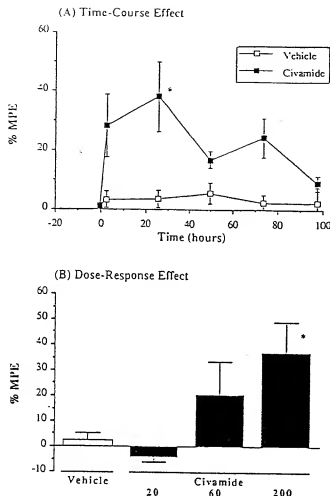 (A) Time-Course Effect
60
40
20
0
% MPE
Vehicle
Civamide
*
-20 0 20 40 60 80 100
Time (hours)
(B) Dose-Response Effect
60
50
40
30
20
10
0
-10
% MPE
*
Vehicle Civamide
20 60 200